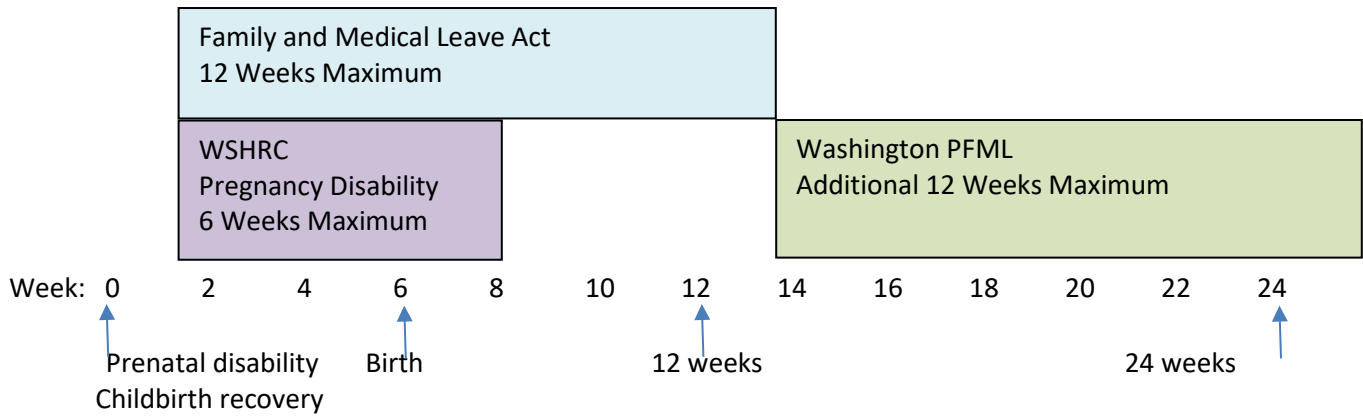 Family and Medical Leave Act
12 Weeks Maximum
WSHRC
Pregnancy Disability
6 Weeks Maximum
Washington PFML
Additional 12 Weeks Maximum
Week: 0 2 4 6 8 10 12 14 16 18 20 22 24
Prenatal disability Birth 12 weeks 24 weeks
Childbirth recovery